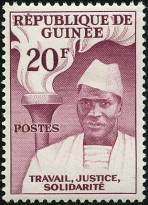 RÉPUBLIQUE DE
GUINÉE
20F
POSTES
TRAVAIL, JUSTICE,
SOLIDARITÉ